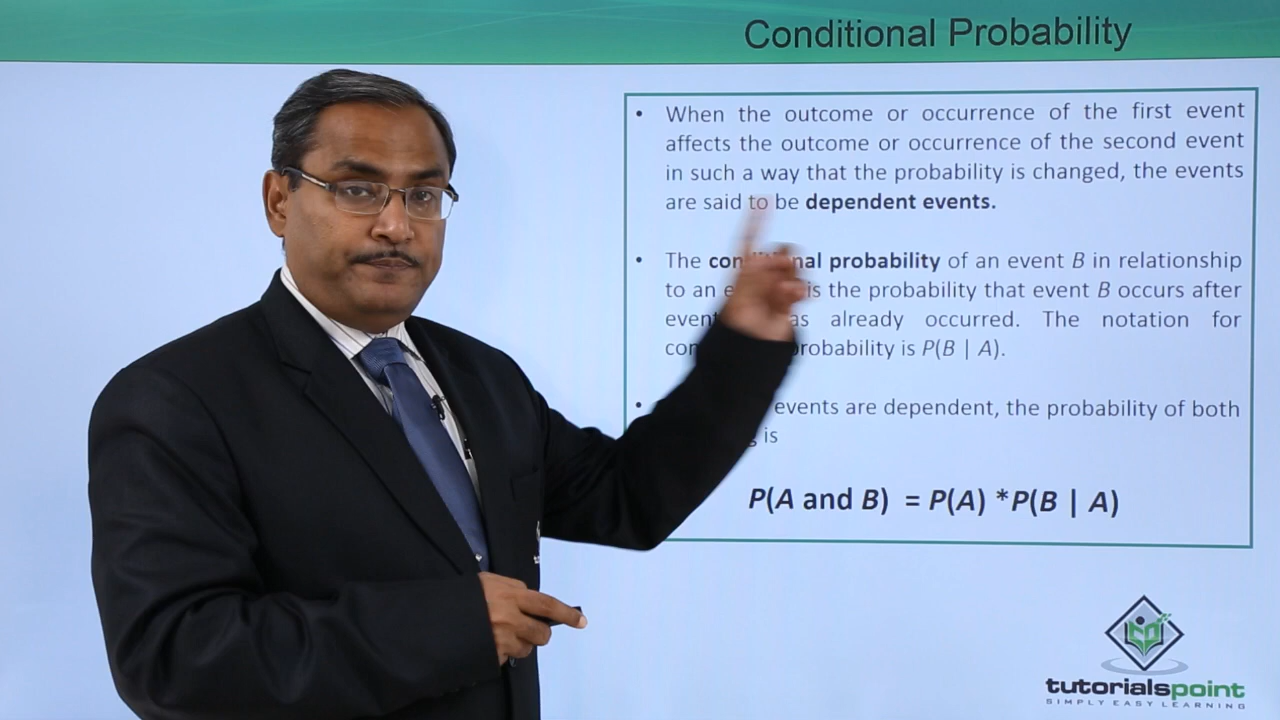 Conditional Probability
• When the outcome or occurrence of the first event
affects the outcome or occurrence of the second event
in such a way that the probability is changed, the events
are said to be dependent events.
• The probability of an event B in relationship
to an is the probability that event B occurs after
already occurred. The notation for
probability is P(B | A).
• events are dependent, the probability of both
is
P(A and B) = P(A) *P(B | A)
tutorialspoint
SIMPLY EASY LEARNING